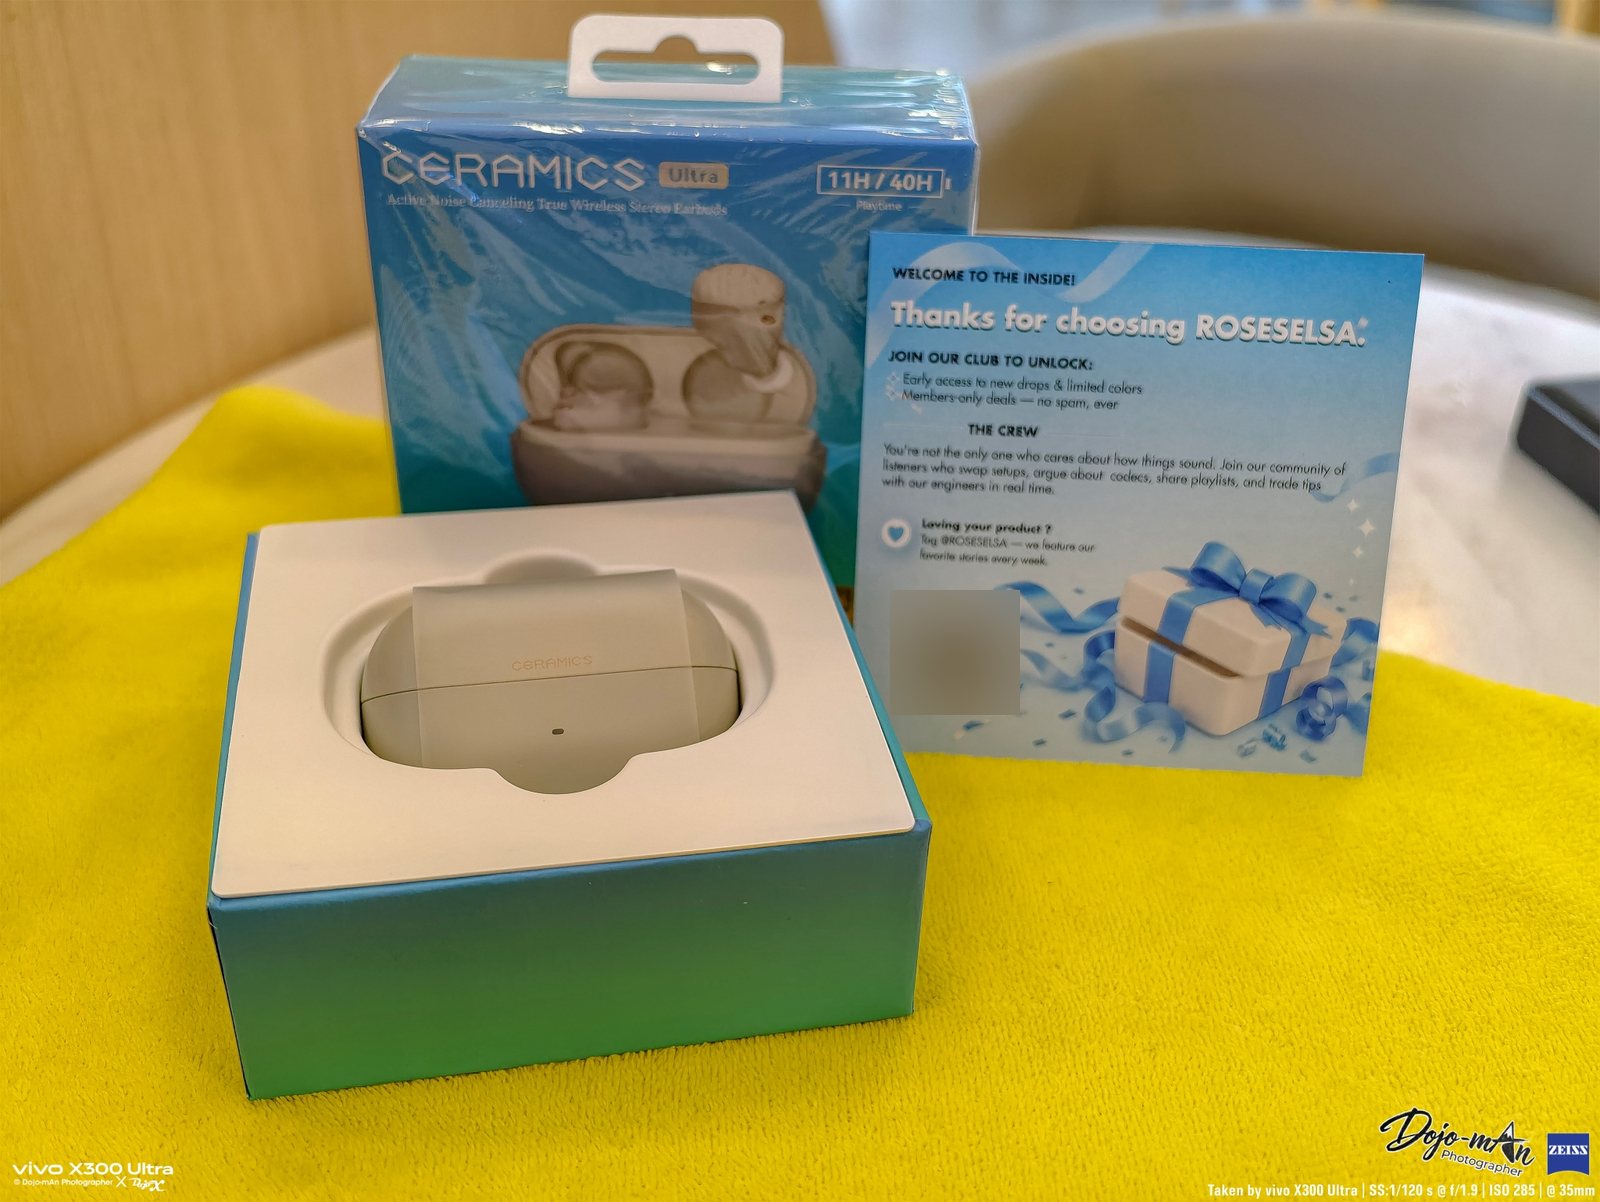 CERAMICS Ultra
Active Noise Canceling True Wireless Stereo Earbuds
11H / 40H
Playtime
WELCOME TO THE INSIDE!
Thanks for choosing ROSESELSA.
JOIN OUR CLUB TO UNLOCK:
Early access to new drops & limited colors
Members-only deals — no spam, ever
THE CREW
You're not the only one who cares about how things sound. Join our community of
listeners who swap setups, argue about codecs, share playlists, and trade tips
with our engineers in real time.
Loving your product ?
Tag @ROSESELSA — we feature our
favorite stories every week.
CERAMICS
vivo X300 Ultra
© Dojo-mAn Photographer X
Dojo-mAn
Photographer
ZEISS
Taken by vivo X300 Ultra | SS:1/120 s @ f/1.9 | ISO 285 | @ 35mm